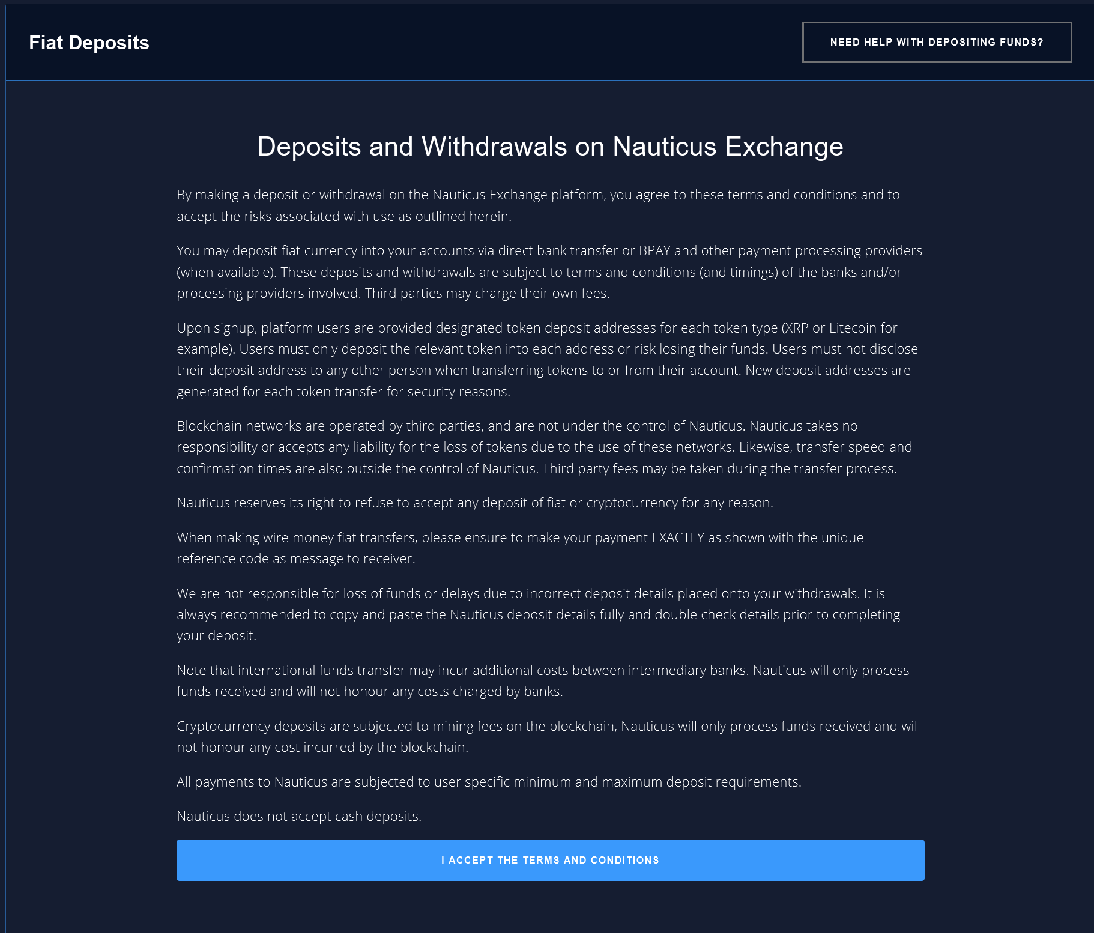 Fiat Deposits
NEED HELP WITH DEPOSITING FUNDS?
Deposits and Withdrawals on Nauticus Exchange
By making a deposit or withdrawal on the Nauticus Exchange platform, you agree to these terms and conditions and to
accept the risks associated with use as outlined herein.
You may deposit fiat currency into your accounts via direct bank transfer or BPAY and other payment processing providers
(when available). These deposits and withdrawals are subject to terms and conditions (and timings) of the banks and/or
processing providers involved. Third parties may charge their own fees.
Upon signup, platform users are provided designated token deposit addresses for each token type (XRP or Litecoin for
example). Users must only deposit the relevant token into each address or risk losing their funds. Users must not disclose
their deposit address to any other person when transferring tokens to or from their account. New deposit addresses are
generated for each token transfer for security reasons.
Blockchain networks are operated by third parties, and are not under the control of Nauticus. Nauticus takes no
responsibility or accepts any liability for the loss of tokens due to the use of these networks. Likewise, transfer speed and
confirmation times are also outside the control of Nauticus. Third party fees may be taken during the transfer process.
Nauticus reserves its right to refuse to accept any deposit of fiat or cryptocurrency for any reason.
When making wire money fiat transfers, please ensure to make your payment EXACTLY as shown with the unique
reference code as message to receiver.
We are not responsible for loss of funds or delays due to incorrect deposit details placed onto your withdrawals. It is
always recommended to copy and paste the Nauticus deposit details fully and double check details prior to completing
your deposit.
Note that international funds transfer may incur additional costs between intermediary banks. Nauticus will only process
funds received and will not honour any costs charged by banks.
Cryptocurrency deposits are subjected to mining fees on the blockchain, Nauticus will only process funds received and will
not honour any cost incurred by the blockchain.
All payments to Nauticus are subjected to user specific minimum and maximum deposit requirements.
Nauticus does not accept cash deposits.
I ACCEPT THE TERMS AND CONDITIONS